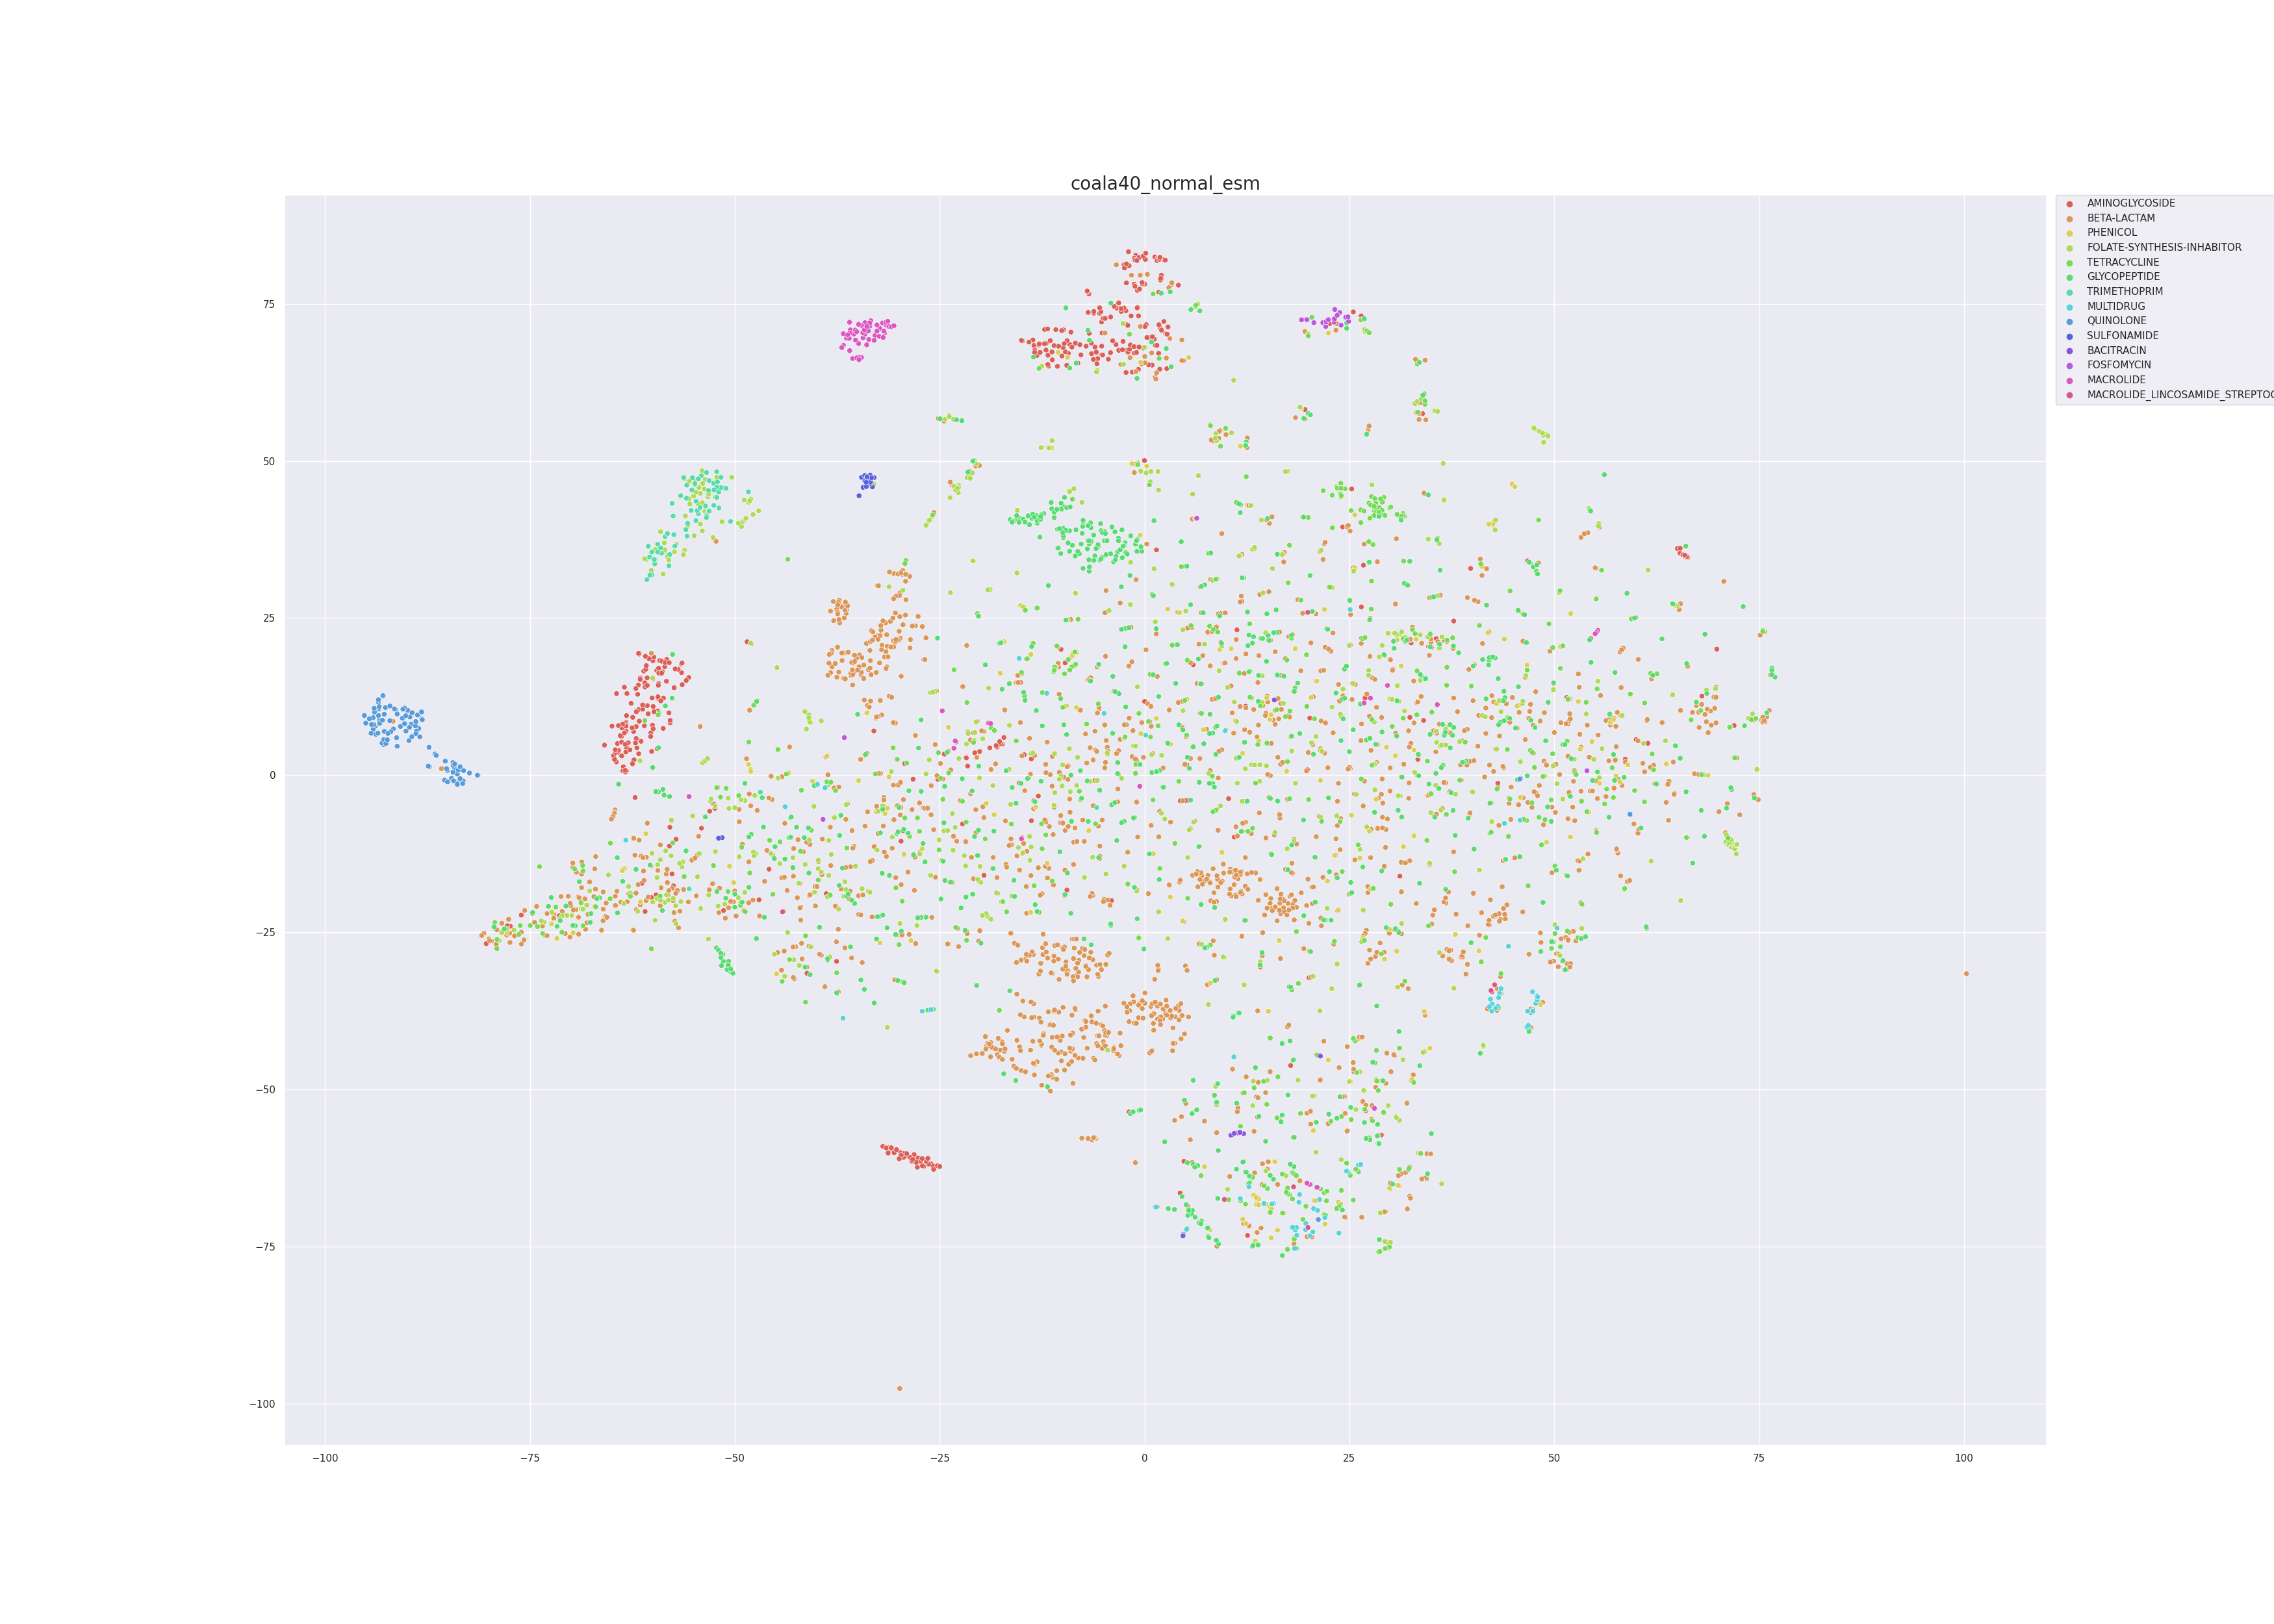 coala40_normal_esm
AMINOGLYCOSIDE
BETA-LACTAM
PHENICOL
FOLATE-SYNTHESIS-INHABITOR
TETRACYCLINE
GLYCOPEPTIDE
TRIMETHOPRIM
MULTIDRUG
QUINOLONE
SULFONAMIDE
BACITRACIN
FOSFOMYCIN
MACROLIDE
MACROLIDE_LINCOSAMIDE_STREPTOG
75
50
25
0
−25
−50
−75
−100
−100 −75 −50 −25 0 25 50 75 100